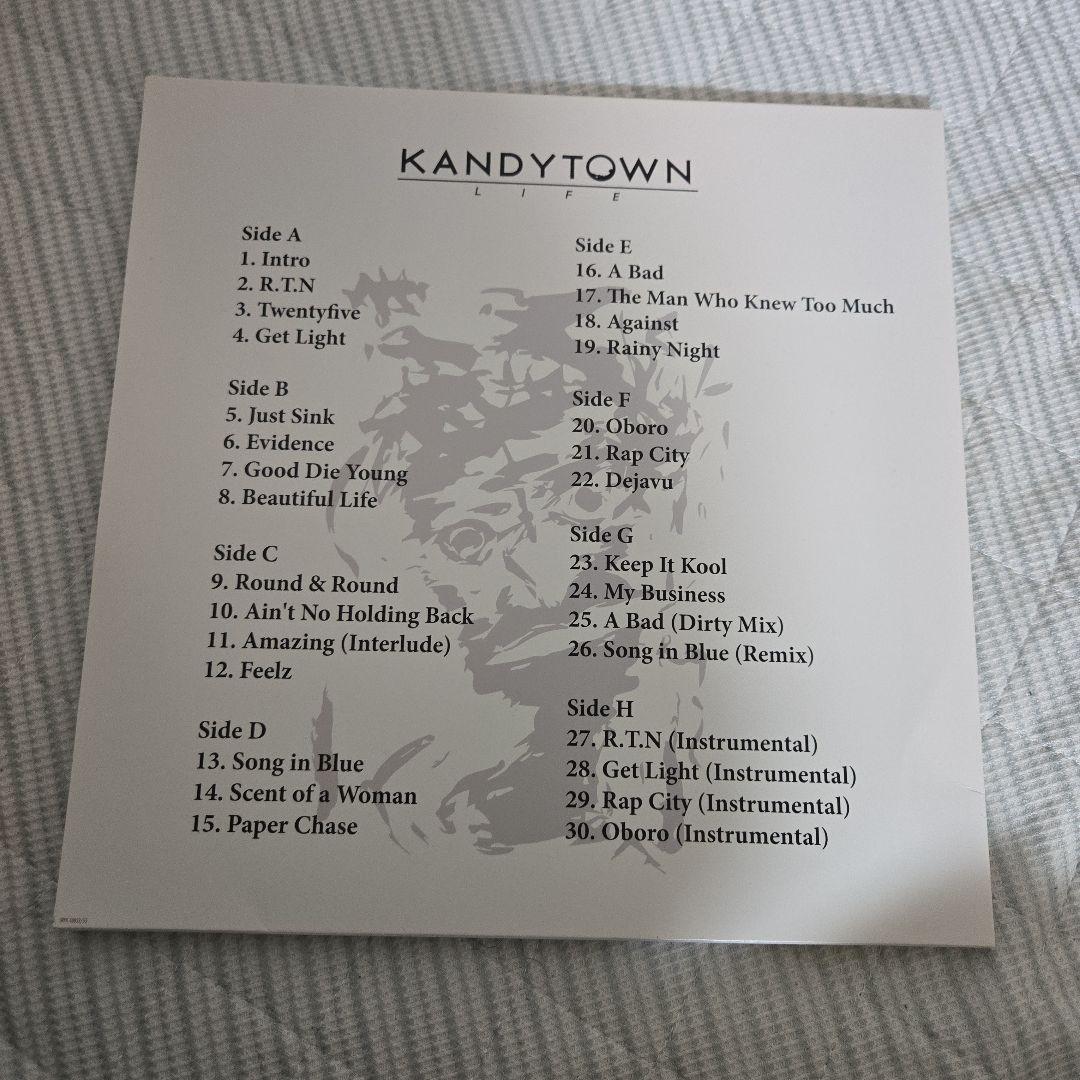 KANDYTOWN
LIFE
Side A
1. Intro
2. R.T.N
3. Twentyfive
4. Get Light
Side B
5. Just Sink
6. Evidence
7. Good Die Young
8. Beautiful Life
Side C
9. Round & Round
10. Ain't No Holding Back
11. Amazing (Interlude)
12. Feelz
Side D
13. Song in Blue
14. Scent of a Woman
15. Paper Chase
Side E
16. A Bad
17. The Man Who Knew Too Much
18. Against
19. Rainy Night
Side F
20. Oboro
21. Rap City
22. Dejavu
Side G
23. Keep It Kool
24. My Business
25. A Bad (Dirty Mix)
26. Song in Blue (Remix)
Side H
27. R.T.N (Instrumental)
28. Get Light (Instrumental)
29. Rap City (Instrumental)
30. Oboro (Instrumental)